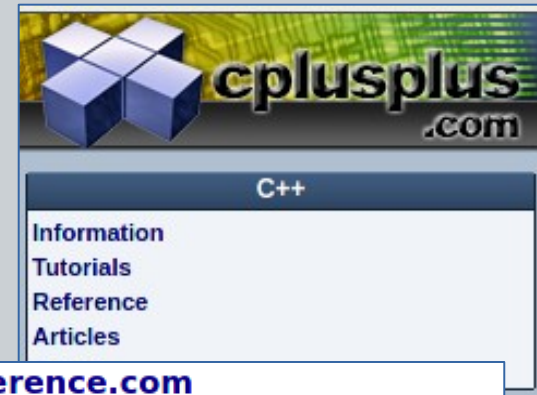 cplusplus
.com
C++
Information
Tutorials
Reference
Articles
erence.com